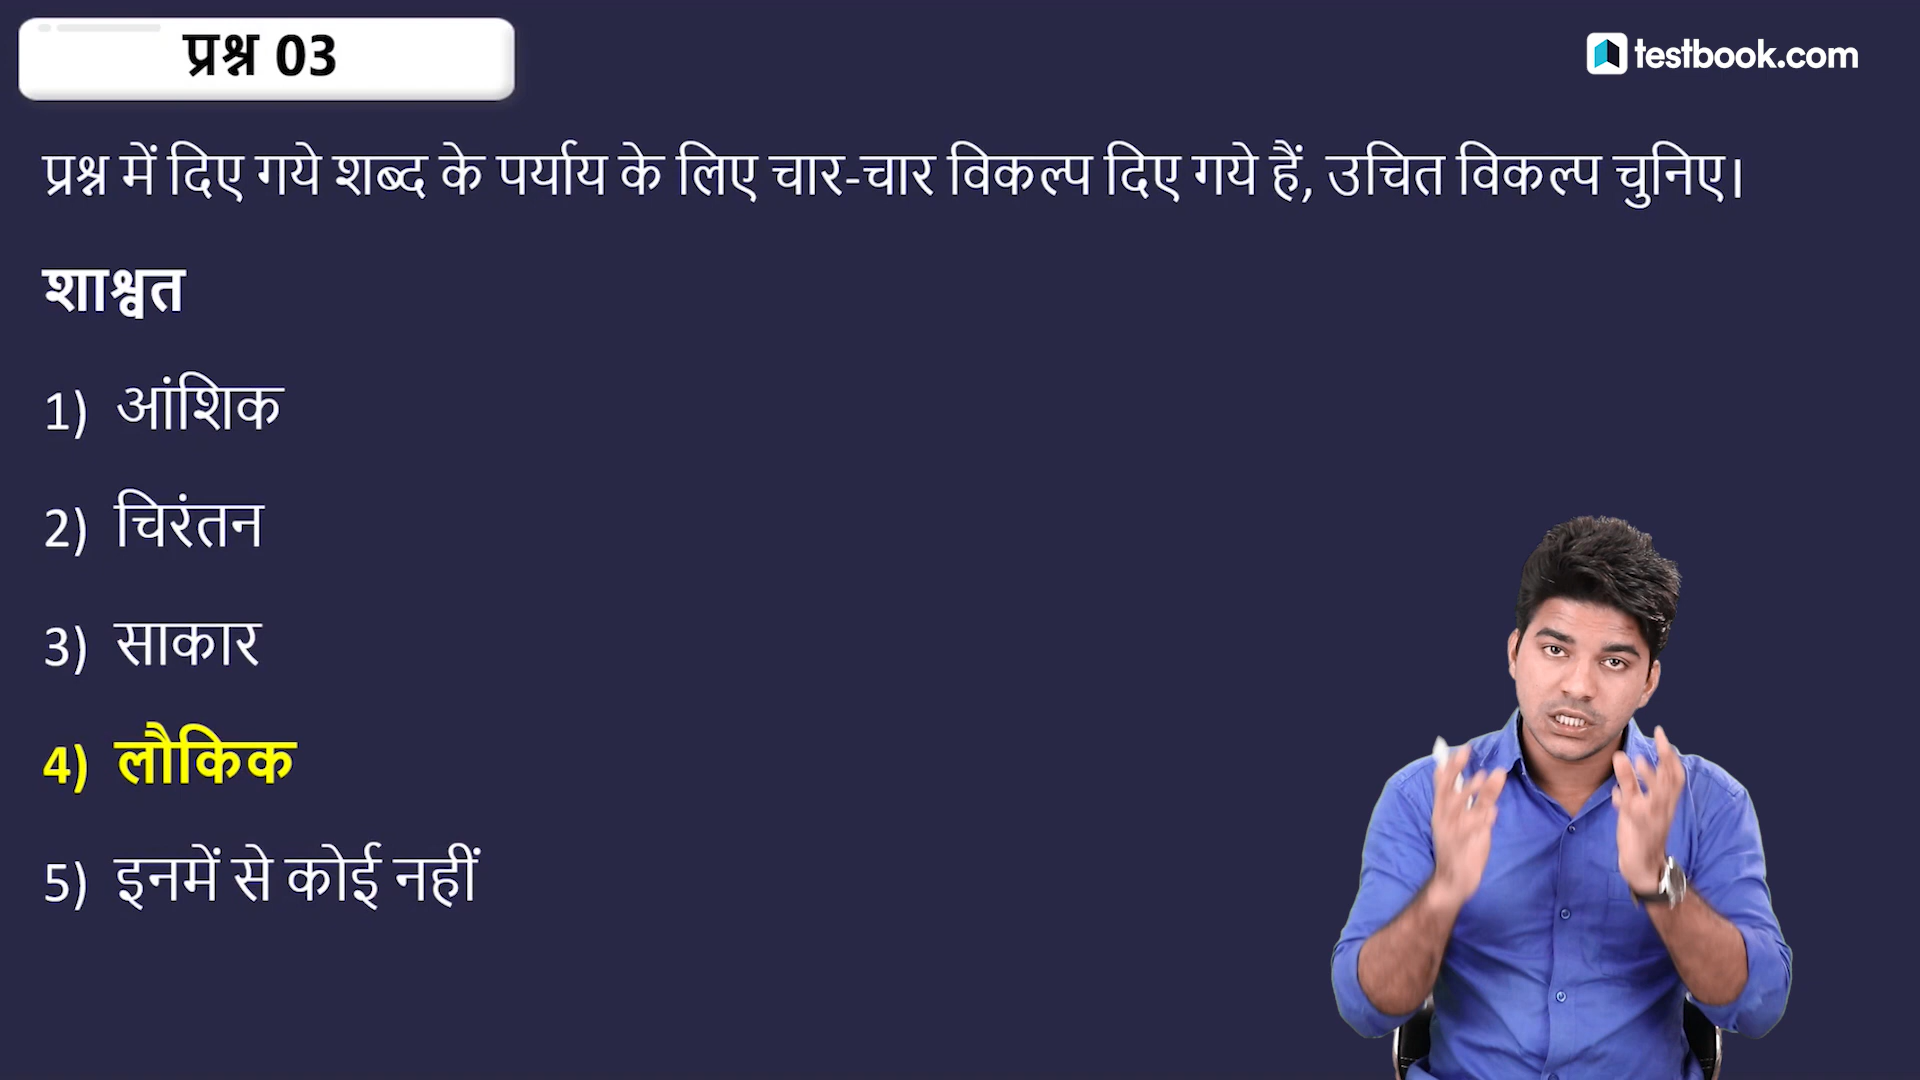 प्रश्न 03
testbook.com
प्रश्न में दिए गये शब्द के पर्याय के लिए चार-चार विकल्प दिए गये हैं, उचित विकल्प चुनिए।
शाश्वत
1) आंशिक
2) चिरंतन
3) साकार
4) लौकिक
5) इनमें से कोई नहीं